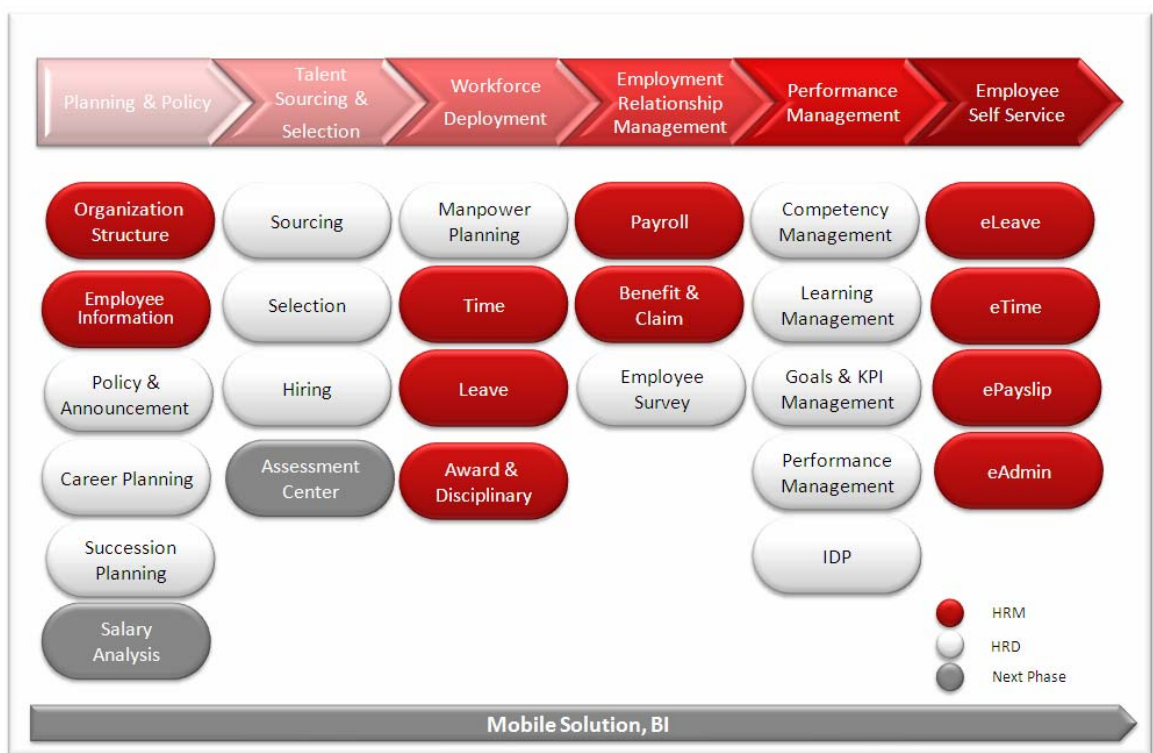 Planning & Policy
Talent
Sourcing &
Selection
Workforce
Deployment
Employment
Relationship
Management
Performance
Management
Employee
Self Service
Organization
Structure
Employee
Information
Policy &
Announcement
Career Planning
Succession
Planning
Salary
Analysis
Sourcing
Selection
Hiring
Assessment
Center
Manpower
Planning
Time
Leave
Award &
Disciplinary
Payroll
Benefit &
Claim
Employee
Survey
Competency
Management
Learning
Management
Goals & KPI
Management
Performance
Management
IDP
eLeave
eTime
ePayslip
eAdmin
HRM
HRD
Next Phase
Mobile Solution, BI